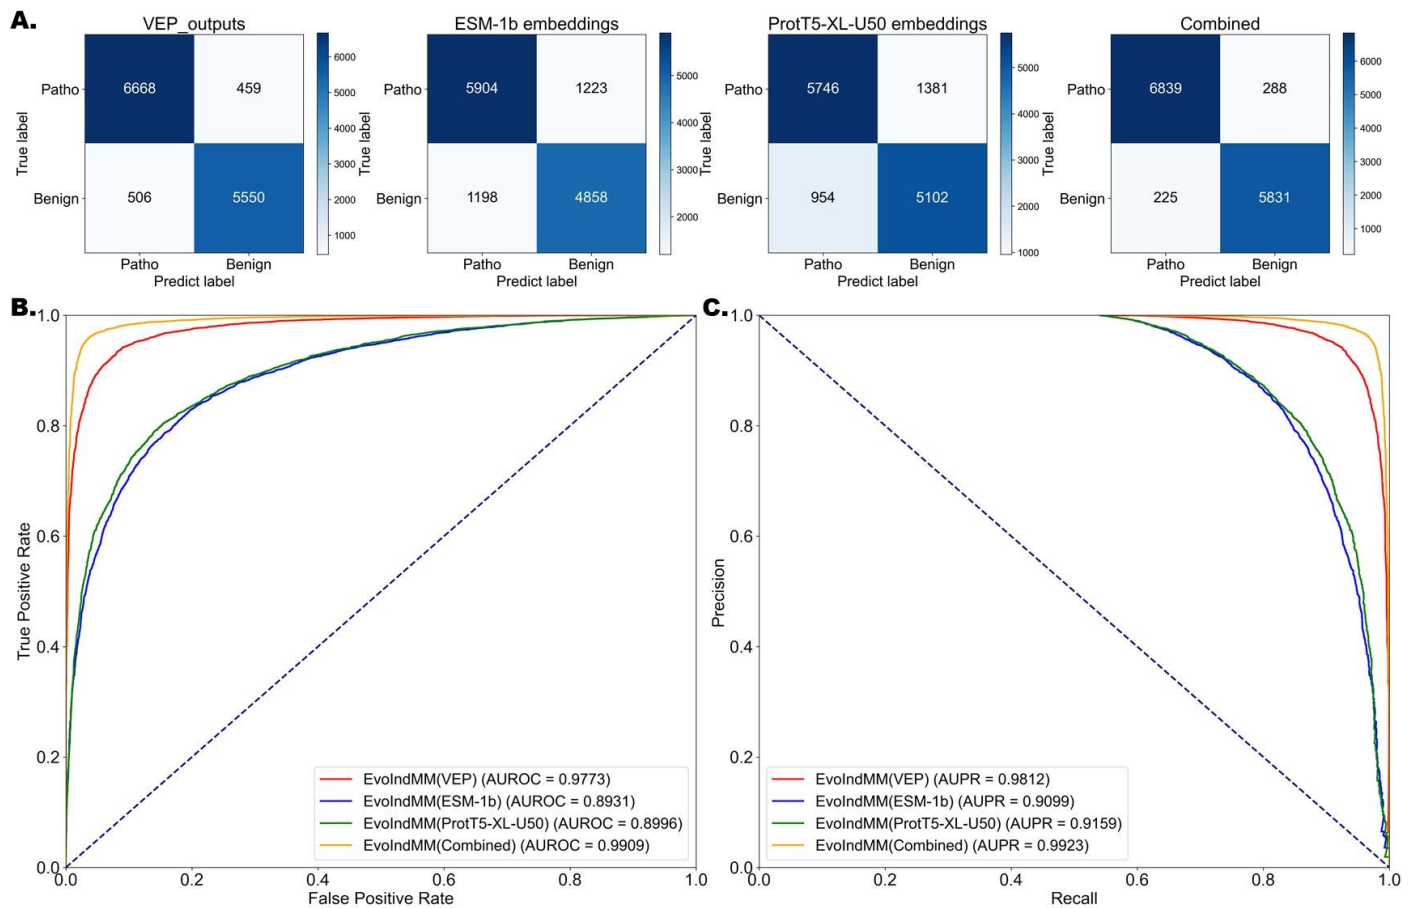 A.
VEP_outputs
Patho
6668
459
Benign
506
5550
True label
Patho
Benign
Predict label
6000
5000
4000
3000
2000
1000
ESM-1b embeddings
Patho
5904
1223
Benign
1198
4858
True label
Patho
Benign
Predict label
5000
4000
3000
2000
ProtT5-XL-U50 embeddings
Patho
5746
1381
Benign
954
5102
True label
Patho
Benign
Predict label
5000
4000
3000
2000
1000
Combined
Patho
6839
288
Benign
225
5831
True label
Patho
Benign
Predict label
6000
5000
4000
3000
2000
1000
B.
1.0
0.8
0.6
0.4
0.2
0.0
True Positive Rate
EvoIndMM(VEP) (AUROC = 0.9773)
EvoIndMM(ESM-1b) (AUROC = 0.8931)
EvoIndMM(ProtT5-XL-U50) (AUROC = 0.8996)
EvoIndMM(Combined) (AUROC = 0.9909)
0.0
0.2
0.4
0.6
0.8
1.0
False Positive Rate
C.
1.0
0.8
0.6
0.4
0.2
0.0
Precision
EvoIndMM(VEP) (AUPR = 0.9812)
EvoIndMM(ESM-1b) (AUPR = 0.9099)
EvoIndMM(ProtT5-XL-U50) (AUPR = 0.9159)
EvoIndMM(Combined) (AUPR = 0.9923)
0.0
0.2
0.4
0.6
0.8
1.0
Recall